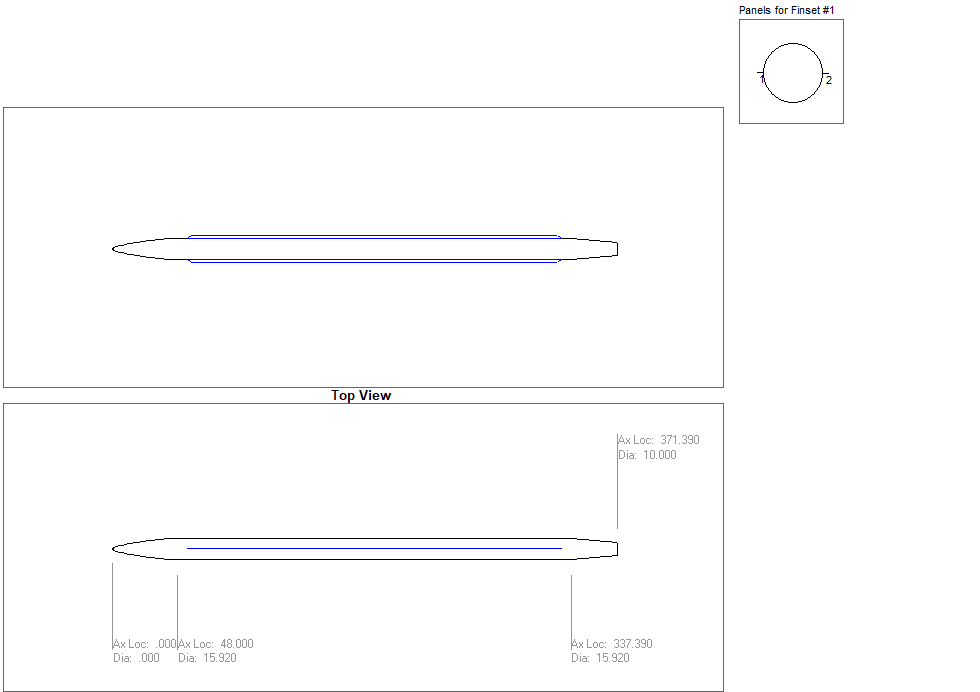 Panels for Finset #1
1
2
Top View
Ax Loc: 371.390
Dia: 10.000
Ax Loc: .000
Dia: .000
Ax Loc: 48.000
Dia: 15.920
Ax Loc: 337.390
Dia: 15.920